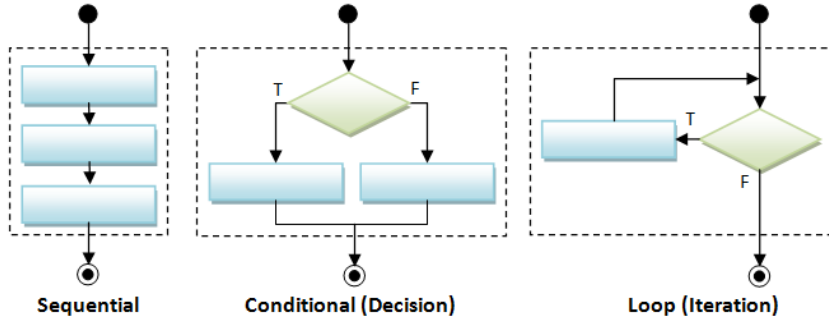 T
F
T
F
Sequential
Conditional (Decision)
Loop (Iteration)